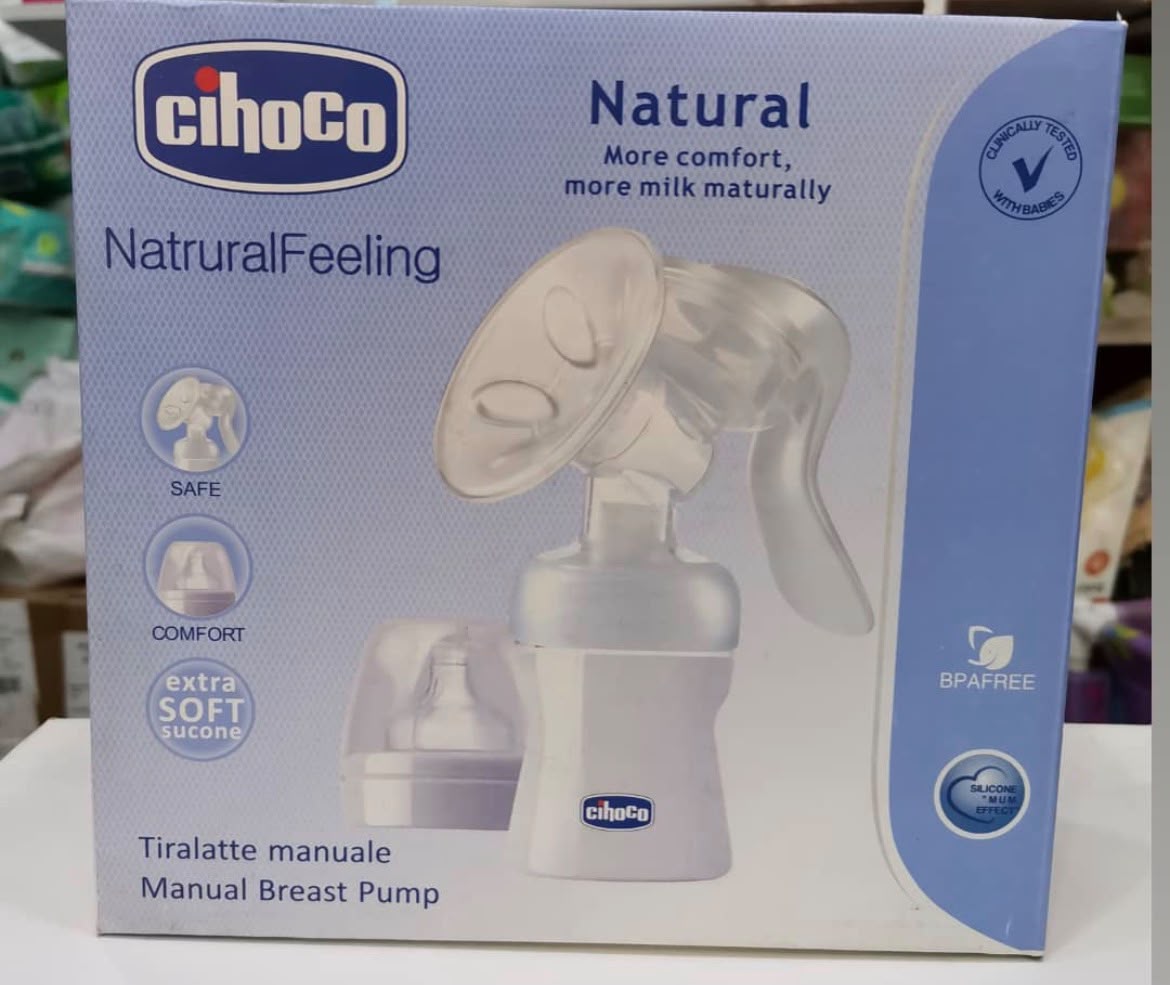 cihoco
Natural
More comfort,
more milk maturally
NatruralFeeling
CLINICALLY TESTED
WITH BABIES
SAFE
COMFORT
extra
SOFT
sucone
BPAFREE
SILICONE
"MUM
EFFECT"
cihoco
Tiralatte manuale
Manual Breast Pump